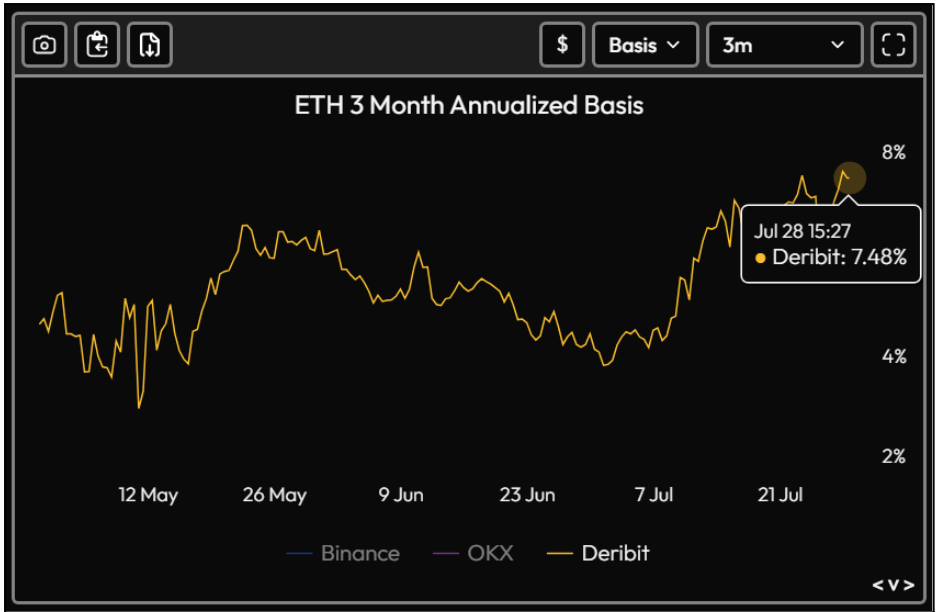 $ Basis 3m
ETH 3 Month Annualized Basis
8%
Jul 28 15:27
Deribit: 7.48%
4%
2%
12 May 26 May 9 Jun 23 Jun 7 Jul 21 Jul
Binance OKX Deribit
<v>